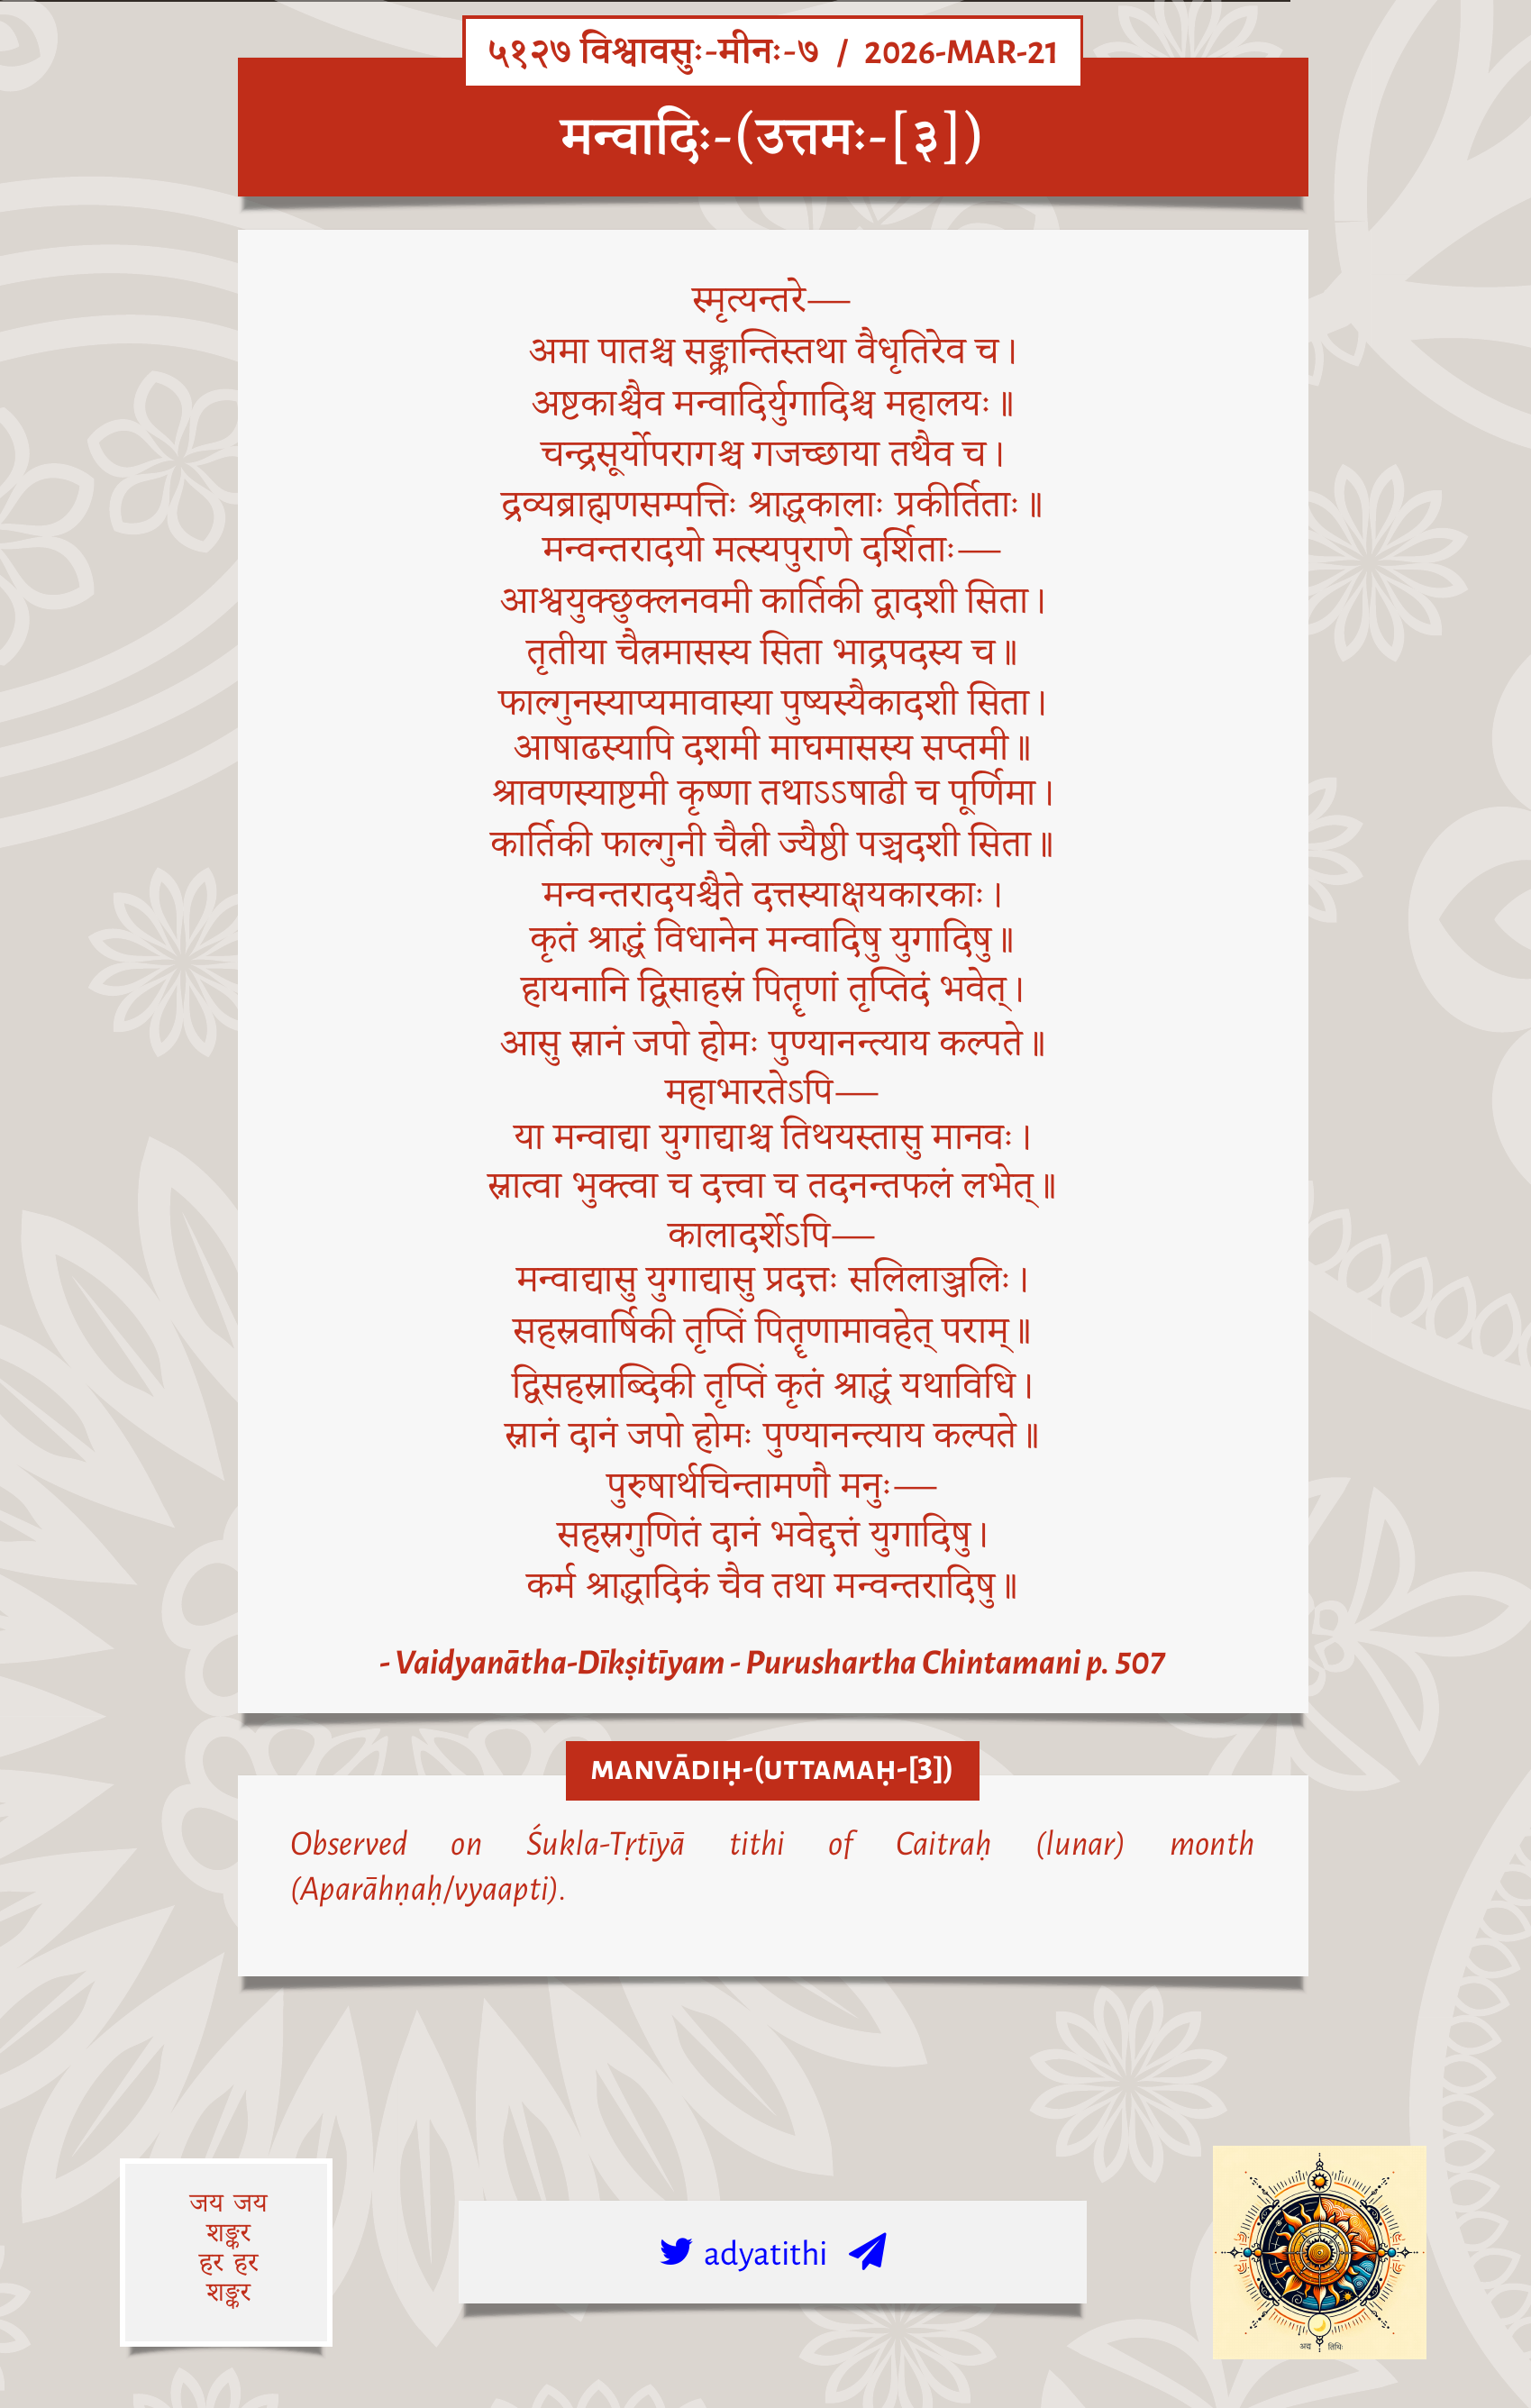 ५१२७ विश्वावसुः-मीनः-७ / 2026-MAR-21
मन्वादिः-(उत्तमः-[३])
स्मृत्यन्तरे—
अमा पातश्च सङ्क्रान्तिस्तथा वैधृतिरेव च।
अष्टकाश्चैव मन्वादिर्युगादिश्च महालयः॥
चन्द्रसूर्योपरागश्च गजच्छाया तथैव च।
द्रव्यब्राह्मणसम्पत्तिः श्राद्धकालाः प्रकीर्तिताः॥
मन्वन्तरादयो मत्स्यपुराणे दर्शिताः—
आश्वयुक्छुक्लनवमी कार्तिकी द्वादशी सिता।
तृतीया चैत्रमासस्य सिता भाद्रपदस्य च॥
फाल्गुनस्याप्यमावास्या पुष्यस्यैकादशी सिता।
आषाढस्यापि दशमी माघमासस्य सप्तमी॥
श्रावणस्याष्टमी कृष्णा तथाऽऽषाढी च पूर्णिमा।
कार्तिकी फाल्गुनी चैत्री ज्यैष्ठी पञ्चदशी सिता॥
मन्वन्तरादयश्चैते दत्तस्याक्षयकारकाः।
कृतं श्राद्धं विधानेन मन्वादिषु युगादिषु॥
हायनानि द्विसाहस्रं पितॄणां तृप्तिदं भवेत्।
आसु स्नानं जपो होमः पुण्यानन्त्याय कल्पते॥
महाभारतेऽपि—
या मन्वाद्या युगाद्याश्च तिथयस्तासु मानवः।
स्नात्वा भुक्त्वा च दत्त्वा च तदनन्तफलं लभेत्॥
कालादर्शेऽपि—
मन्वाद्यासु युगाद्यासु प्रदत्तः सलिलाञ्जलिः।
सहस्रवार्षिकी तृप्तिं पितॄणामावहेत् पराम्॥
द्विसहस्राब्दिकी तृप्तिं कृतं श्राद्धं यथाविधि।
स्नानं दानं जपो होमः पुण्यानन्त्याय कल्पते॥
पुरुषार्थचिन्तामणौ मनुः—
सहस्रगुणितं दानं भवेद्दत्तं युगादिषु।
कर्म श्राद्धादिकं चैव तथा मन्वन्तरादिषु॥
- Vaidyanātha-Dīkṣitīyam - Purushartha Chintamani p. 507
MANVĀDIḤ-(UTTAMAḤ-[3])
Observed on Śukla-Tṛtīyā tithi of Caitraḥ (lunar) month
(Aparāhṇaḥ/vyaapti).
जय जय
शङ्कर
हर हर
शङ्कर
adyatithi
अद्य तिथिः